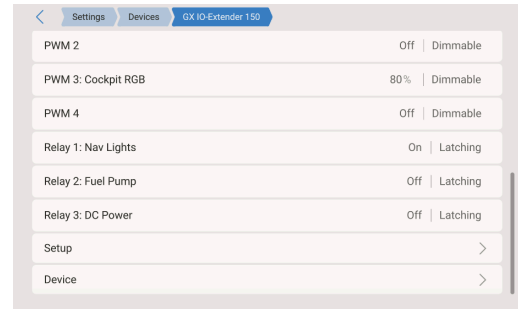 Settings Devices GX IO-Extender 150
PWM 2 Off Dimmable
PWM 3: Cockpit RGB 80% Dimmable
PWM 4 Off Dimmable
Relay 1: Nav Lights On Latching
Relay 2: Fuel Pump Off Latching
Relay 3: DC Power Off Latching
Setup
Device